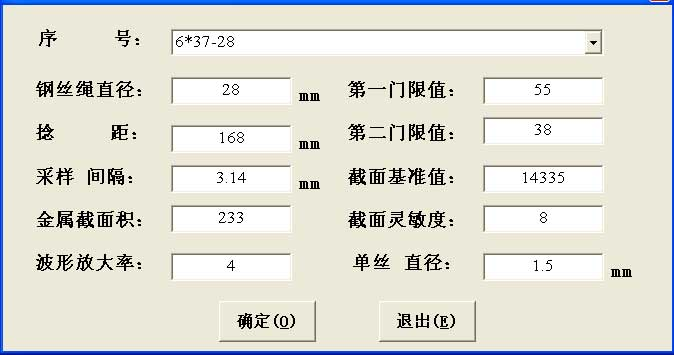 序 号： 6*37-28
钢丝绳直径： 28 mm 第一门限值： 55
捻 距： 168 mm 第二门限值： 38
采样 间隔： 3.14 mm 截面基准值： 14335
金属截面积： 233 截面灵敏度： 8
波形放大率： 4 单丝 直径： 1.5 mm
确定(O) 退出(E)